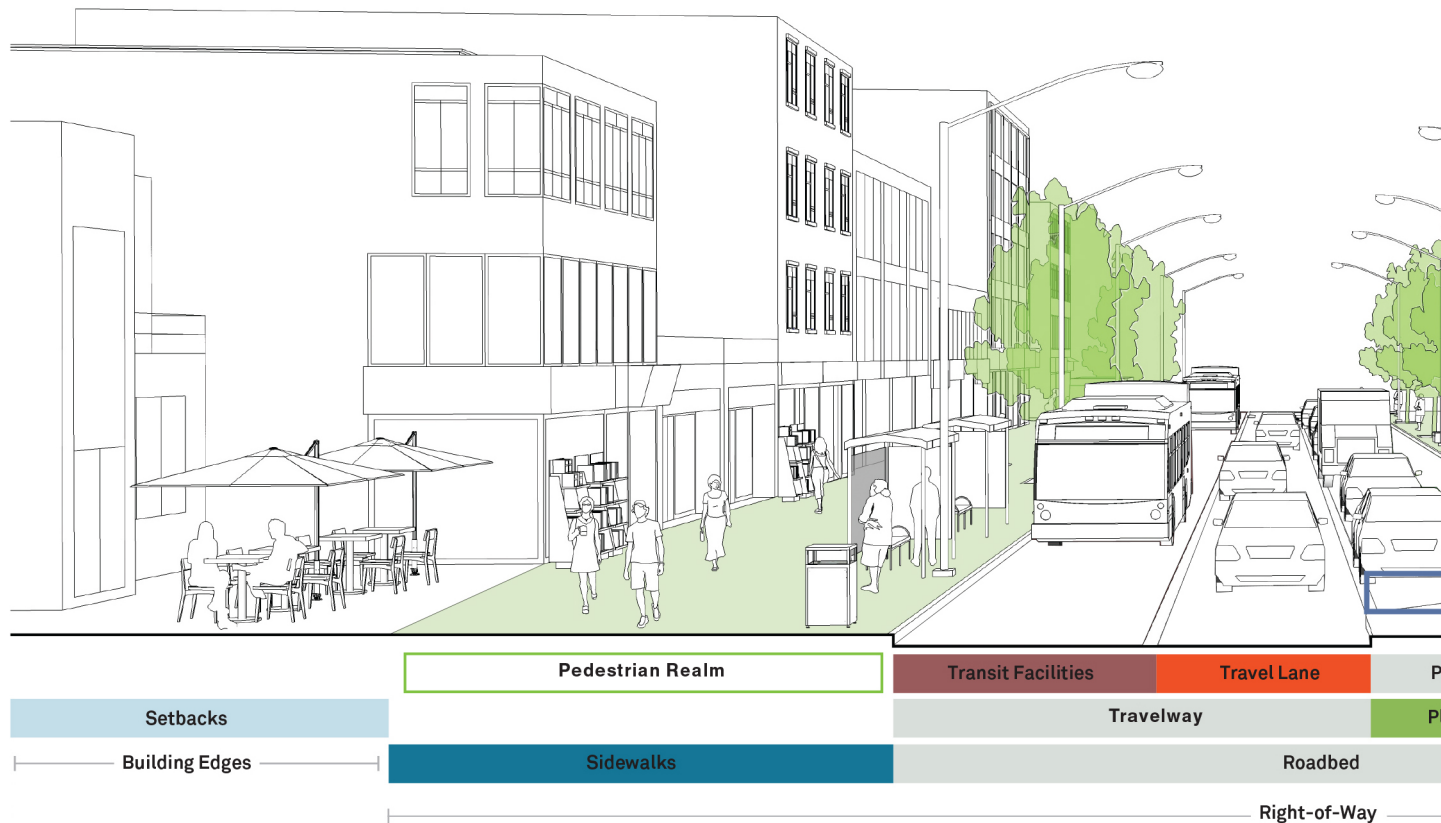 Pedestrian Realm
Transit Facilities
Travel Lane
Setbacks
Travelway
Building Edges
Sidewalks
Roadbed
Right-of-Way